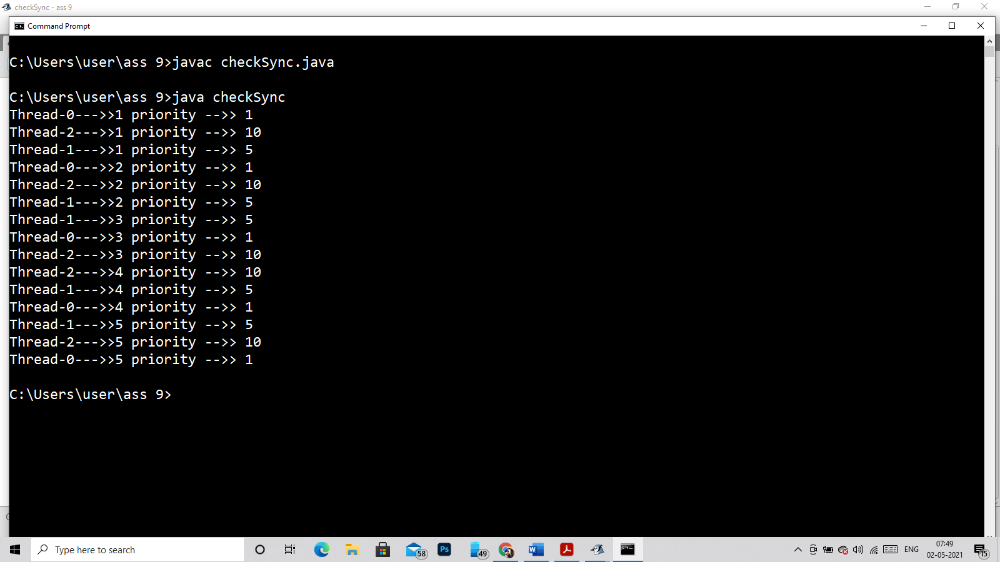 checkSync - ass 9
Command Prompt
C:\Users\user\ass 9>javac checkSync.java
C:\Users\user\ass 9>java checkSync
Thread-0--->>1 priority -->> 1
Thread-2--->>1 priority -->> 10
Thread-1--->>1 priority -->> 5
Thread-0--->>2 priority -->> 1
Thread-2--->>2 priority -->> 10
Thread-1--->>2 priority -->> 5
Thread-1--->>3 priority -->> 5
Thread-0--->>3 priority -->> 1
Thread-2--->>3 priority -->> 10
Thread-2--->>4 priority -->> 10
Thread-1--->>4 priority -->> 5
Thread-0--->>4 priority -->> 1
Thread-1--->>5 priority -->> 5
Thread-2--->>5 priority -->> 10
Thread-0--->>5 priority -->> 1
C:\Users\user\ass 9>
Type here to search
58
Ps
49
W
ENG
07:49
02-05-2021
15